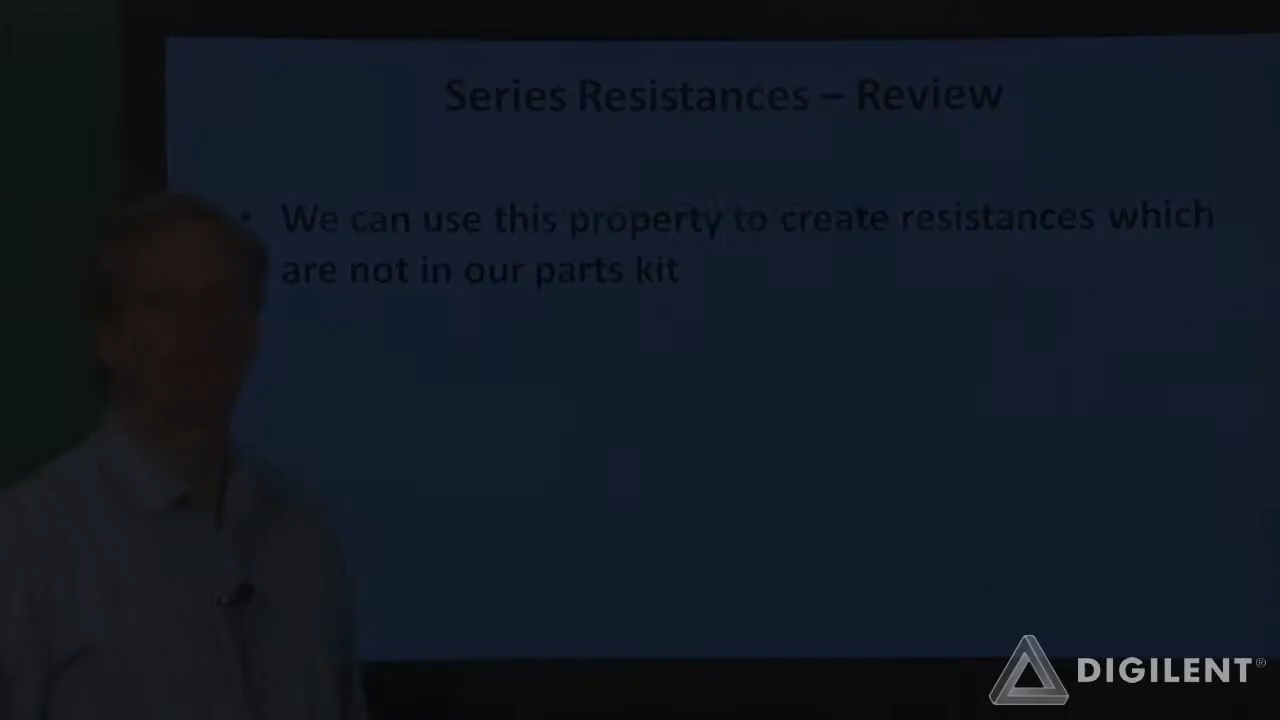 Series Resistances – Review
• We can use this property to create resistances which
are not in our parts kit
DIGILENT®